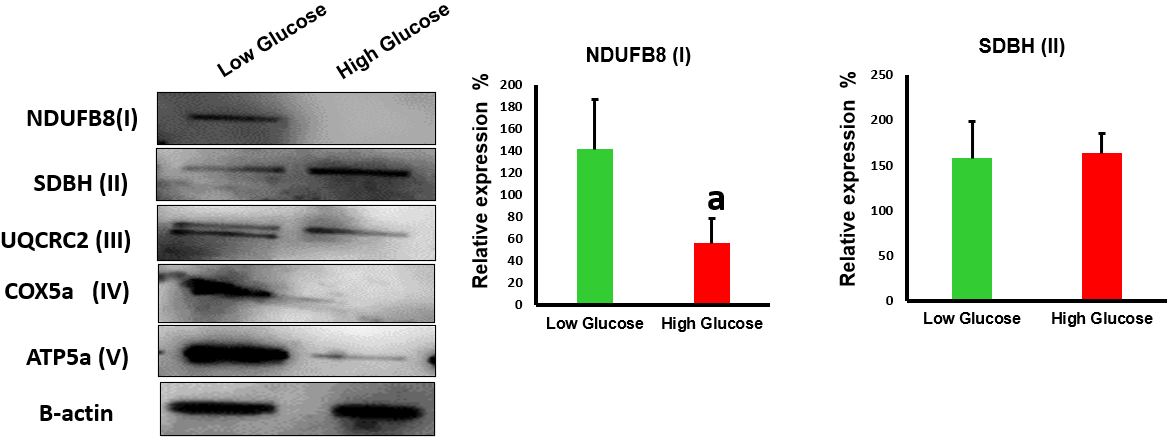 Low Glucose
High Glucose
NDUFB8(I)
SDBH (II)
UQCRC2 (III)
COX5a (IV)
ATP5a (V)
B-actin
NDUFB8 (I)
Relative expression %
200
180
160
140
120
100
80
60
40
20
0
a
Low Glucose
High Glucose
SDBH (II)
Relative expression %
250
200
150
100
50
0
Low Glucose
High Glucose